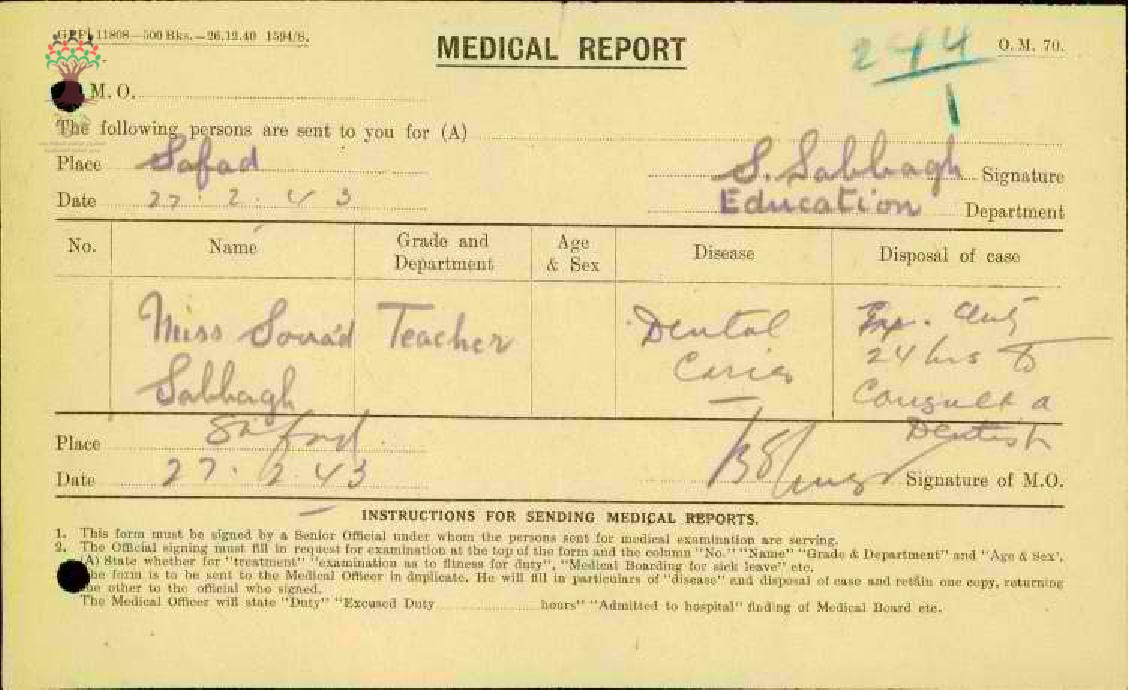 GPP. 11808—500 Bks.—26.12.40 1594/S.
MEDICAL REPORT
244
1
O. M. 70.
M. O.
The following persons are sent to you for (A)
Place Safad
S. Sabbagh Signature
Date 27. 2. 43
Education Department
No. Name Grade and Department Age & Sex Disease Disposal of case
Miss Soua'd Teacher Dental Exp. duty
Sabbagh Caries 24 hrs to
Consult a
Dentist
Place Safad
Date 27. 2. 43
Signature of M.O.
INSTRUCTIONS FOR SENDING MEDICAL REPORTS.
1. This form must be signed by a Senior Official under whom the persons sent for medical examination are serving.
2. The Official signing must fill in request for examination at the top of the form and the column "No." "Name" "Grade & Department" and "Age & Sex'.
A) State whether for "treatment" "examination as to fitness for duty", "Medical Boarding for sick leave" etc.
he form is to be sent to the Medical Officer in duplicate. He will fill in particulars of "disease" and disposal of case and retain one copy, returning
he other to the official who signed.
The Medical Officer will state "Duty" "Excused Duty ............ hours" "Admitted to hospital" finding of Medical Board etc.